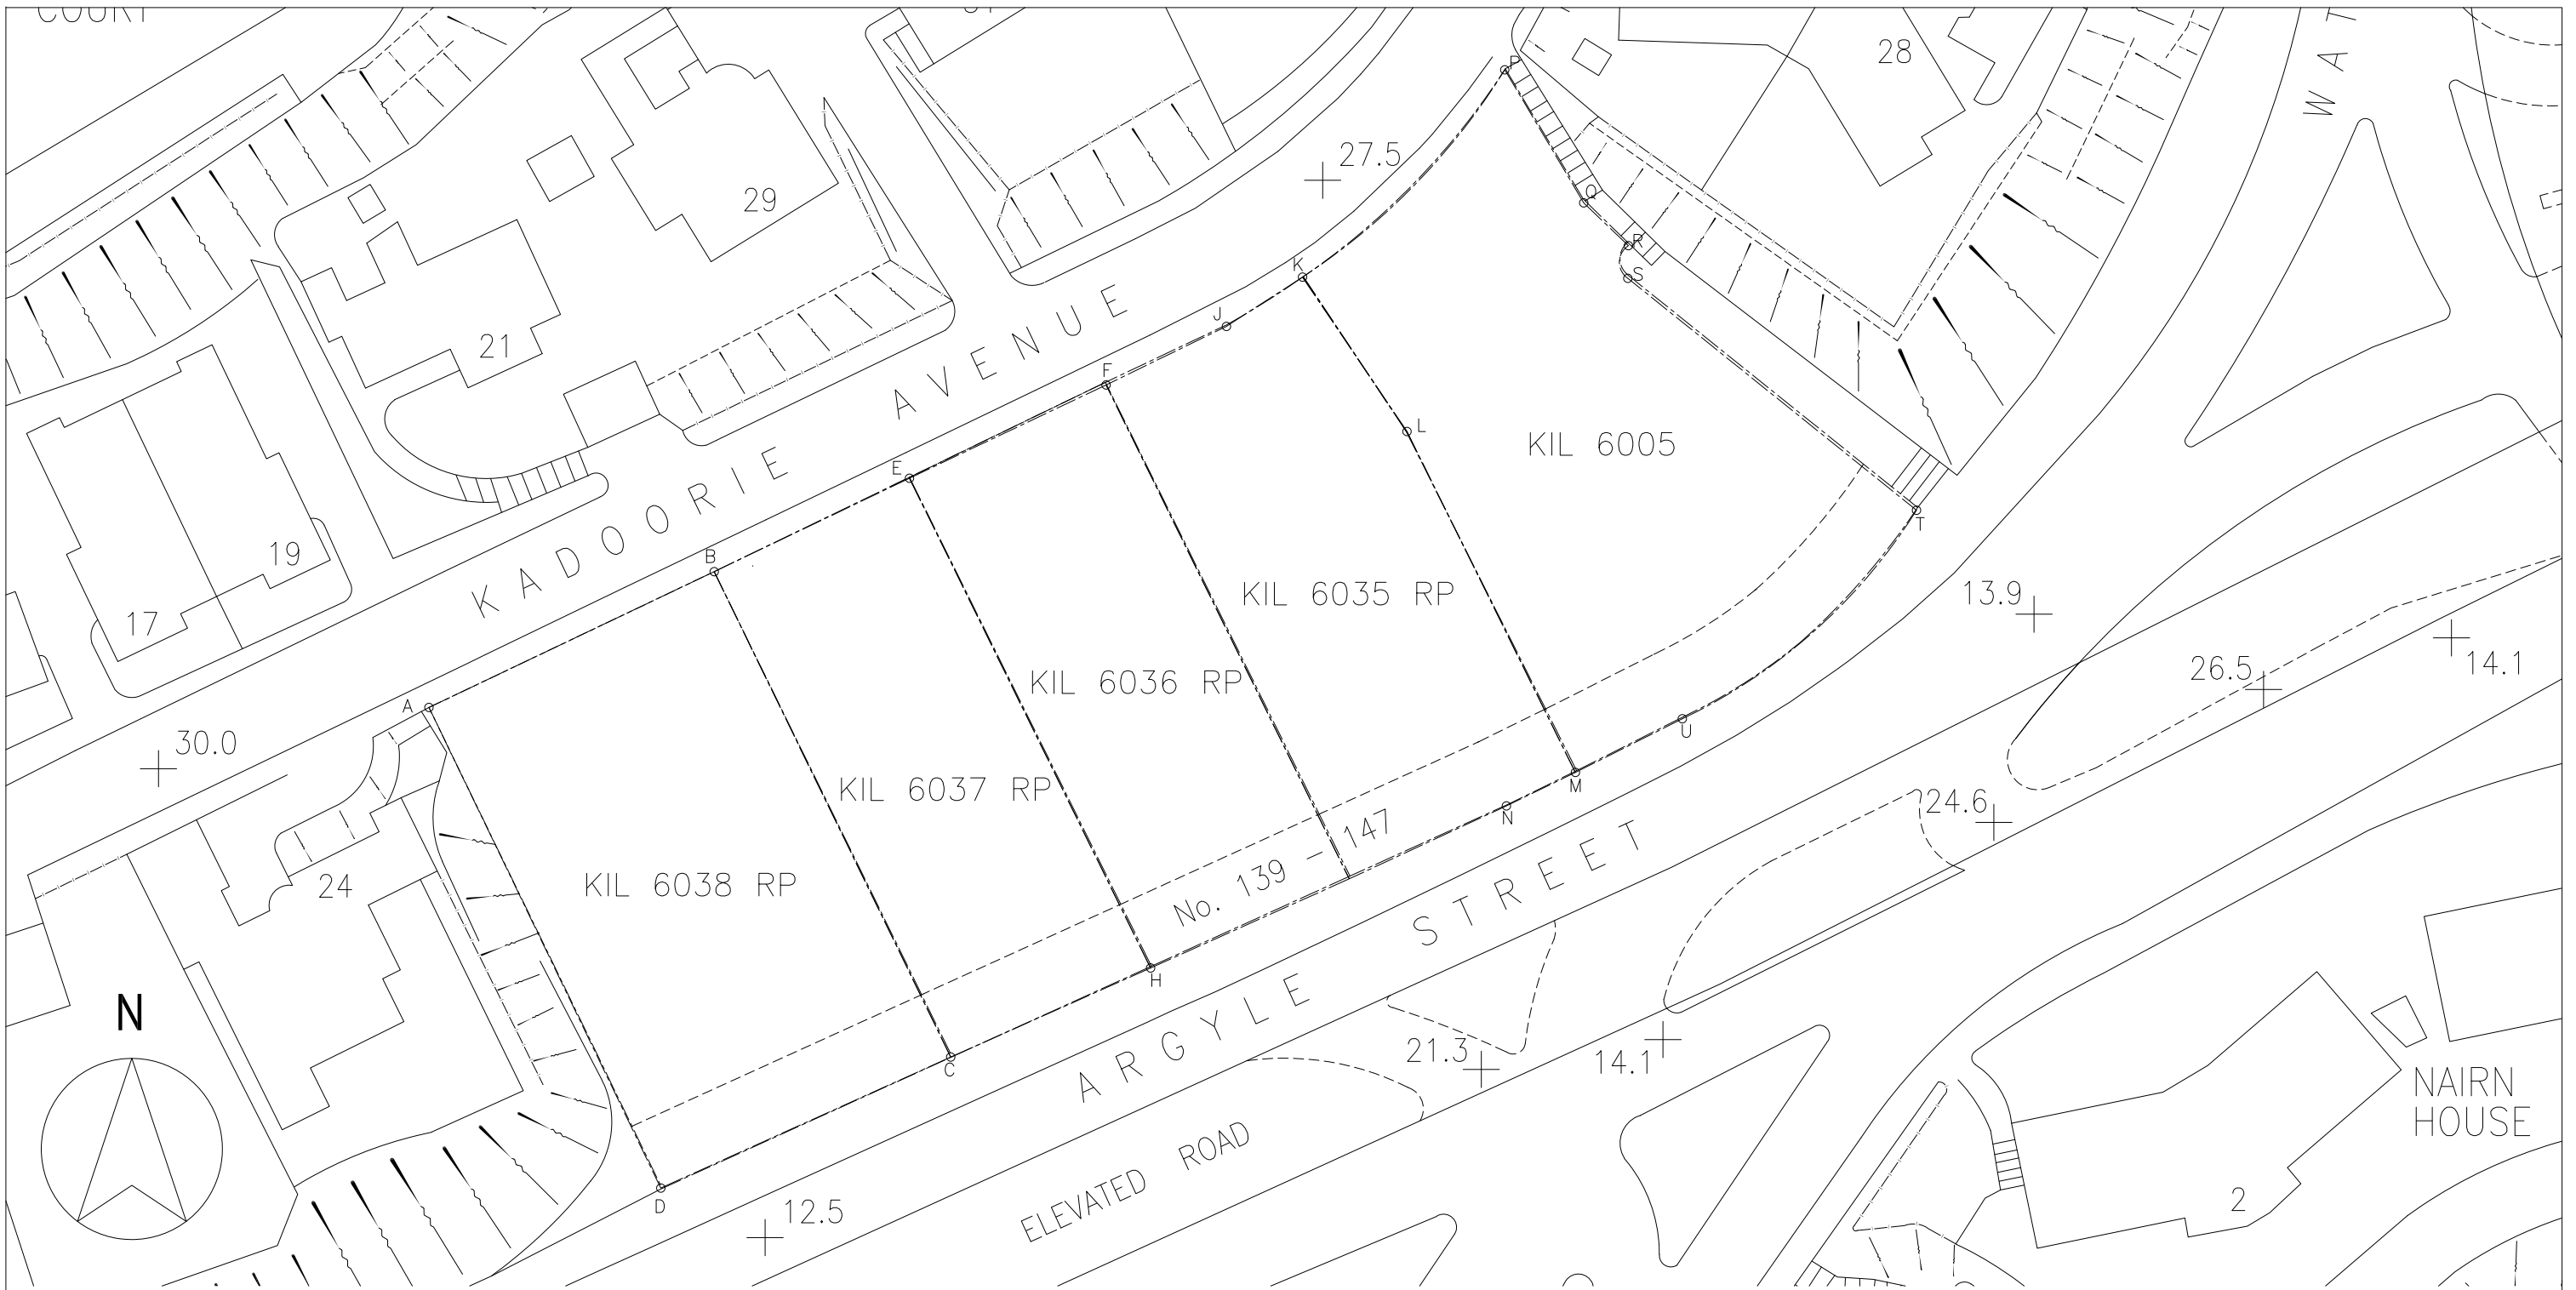 COURT
28
WAT
P
27.5
29
Q
R
S
K
21
J
F
L
KIL 6005
KADOORIE AVENUE
E
T
19
B
17
KIL 6035 RP
13.9
KIL 6036 RP
26.5
14.1
A
30.0
U
M
KIL 6037 RP
N
24.6
No. 139 - 147
24
KIL 6038 RP
ARGYLE STREET
H
N
C
21.3
14.1
NAIRN
HOUSE
ELEVATED ROAD
D
12.5
2